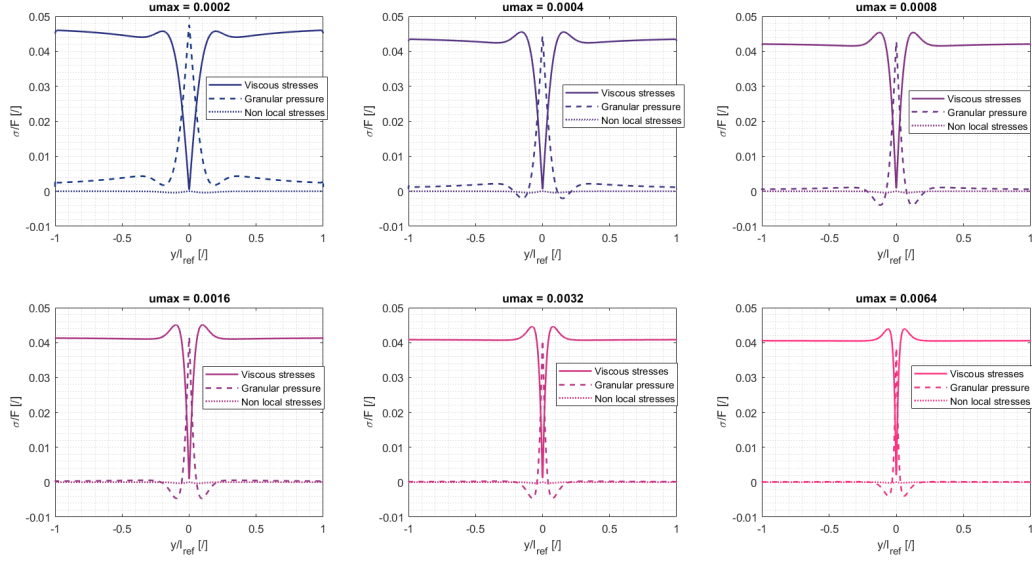 umax = 0.0002
0.05
0.04
0.03
0.02
0.01
0
-0.01
σ/F [/]
Viscous stresses
Granular pressure
Non local stresses
-1 -0.5 0 0.5 1
y/l_ref [/]
umax = 0.0004
0.05
0.04
0.03
0.02
0.01
0
-0.01
σ/F [/]
Viscous stresses
Granular pressure
Non local stresses
-1 -0.5 0 0.5 1
y/l_ref [/]
umax = 0.0008
0.05
0.04
0.03
0.02
0.01
0
-0.01
σ/F [/]
Viscous stresses
Granular pressure
Non local stresses
-1 -0.5 0 0.5 1
y/l_ref [/]
umax = 0.0016
0.05
0.04
0.03
0.02
0.01
0
-0.01
σ/F [/]
Viscous stresses
Granular pressure
Non local stresses
-1 -0.5 0 0.5 1
y/l_ref [/]
umax = 0.0032
0.05
0.04
0.03
0.02
0.01
0
-0.01
σ/F [/]
Viscous stresses
Granular pressure
Non local stresses
-1 -0.5 0 0.5 1
y/l_ref [/]
umax = 0.0064
0.05
0.04
0.03
0.02
0.01
0
-0.01
σ/F [/]
Viscous stresses
Granular pressure
Non local stresses
-1 -0.5 0 0.5 1
y/l_ref [/]